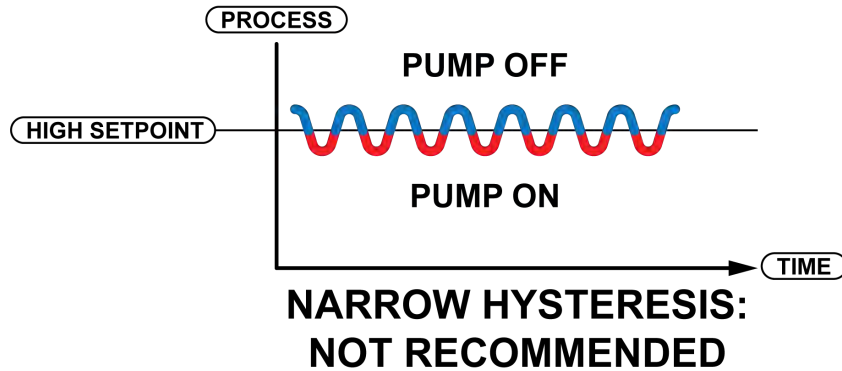 PROCESS
PUMP OFF
HIGH SETPOINT
PUMP ON
TIME
NARROW HYSTERESIS:
NOT RECOMMENDED